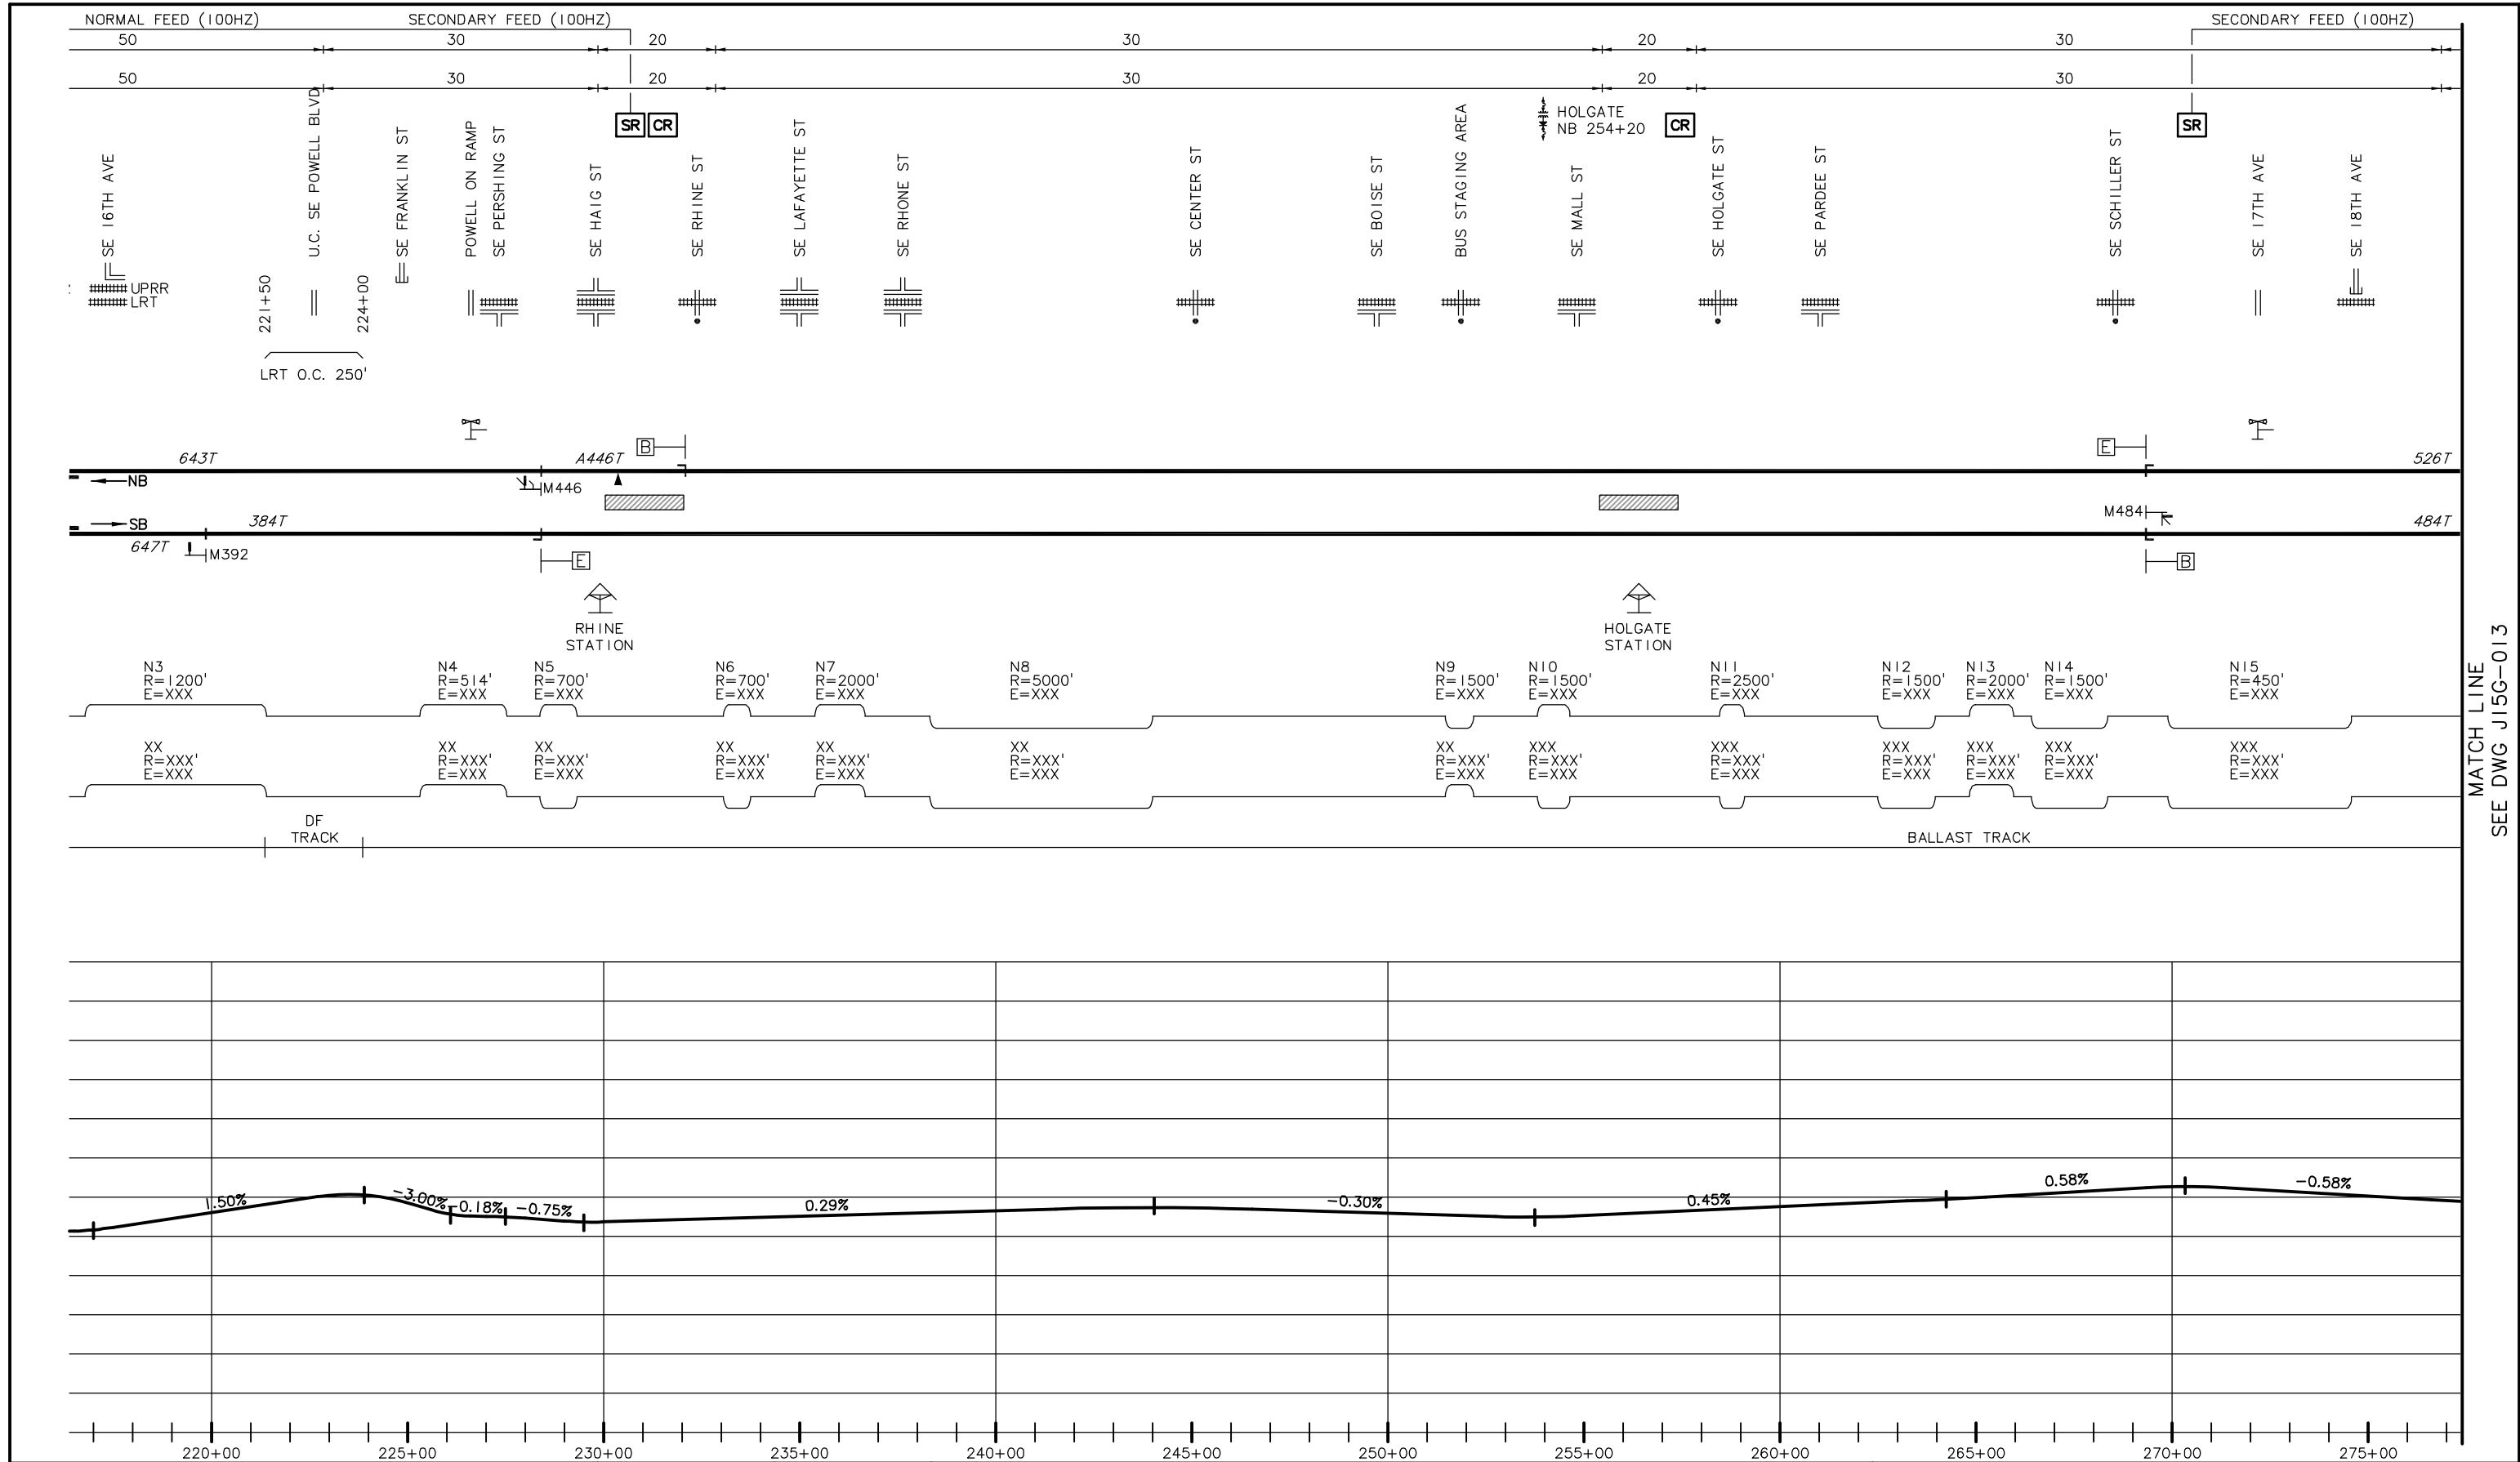 NORMAL FEED (100HZ)
SECONDARY FEED (100HZ)
SECONDARY FEED (100HZ)
50
30
20
30
20
30
50
30
20
30
20
30
SR
CR
HOLGATE
NB 254+20
CR
SR
SE 16TH AVE
U.C. SE POWELL BLVD
SE FRANKLIN ST
POWELL ON RAMP
SE PERSHING ST
SE HAIG ST
SE RHINE ST
SE LAFAYETTE ST
SE RHONE ST
SE CENTER ST
SE BOISE ST
BUS STAGING AREA
SE MALL ST
SE HOLGATE ST
SE PARDEE ST
SE SCHILLER ST
SE 17TH AVE
SE 18TH AVE
UPRR
LRT
221+50
224+00
LRT O.C. 250'
643T
A446T
B
E
526T
NB
M446
SB
384T
M484
484T
647T
M392
E
B
RHINE
STATION
HOLGATE
STATION
N3
R=1200'
E=XXX
N4
R=514'
E=XXX
N5
R=700'
E=XXX
N6
R=700'
E=XXX
N7
R=2000'
E=XXX
N8
R=5000'
E=XXX
N9
R=1500'
E=XXX
N10
R=1500'
E=XXX
N11
R=2500'
E=XXX
N12
R=1500'
E=XXX
N13
R=2000'
E=XXX
N14
R=1500'
E=XXX
N15
R=450'
E=XXX
XX
R=XXX'
E=XXX
XX
R=XXX'
E=XXX
XX
R=XXX'
E=XXX
XX
R=XXX'
E=XXX
XX
R=XXX'
E=XXX
XX
R=XXX'
E=XXX
XX
R=XXX'
E=XXX
XXX
R=XXX'
E=XXX
XXX
R=XXX'
E=XXX
XXX
R=XXX'
E=XXX
XXX
R=XXX'
E=XXX
XXX
R=XXX'
E=XXX
XXX
R=XXX'
E=XXX
DF
TRACK
BALLAST TRACK
MATCH LINE
SEE DWG J15G-013
1.50%
-3.00%
-0.18%
-0.75%
0.29%
-0.30%
0.45%
0.58%
-0.58%
220+00
225+00
230+00
235+00
240+00
245+00
250+00
255+00
260+00
265+00
270+00
275+00